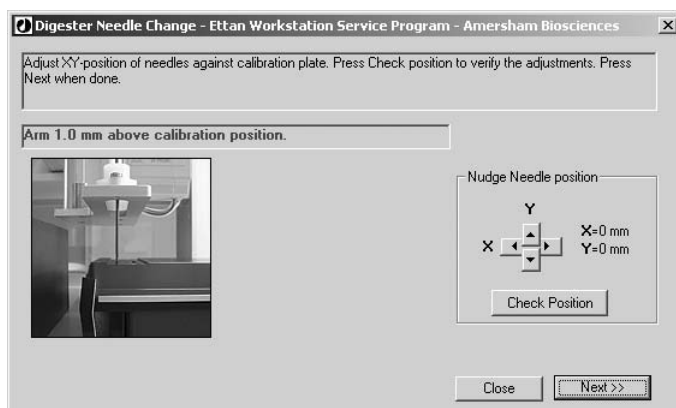 Digester Needle Change - Ettan Workstation Service Program - Amersham Biosciences
Adjust XY-position of needles against calibration plate. Press Check position to verify the adjustments. Press
Next when done.
Arm 1.0 mm above calibration position.
Nudge Needle position
Y
X
X=0 mm
Y=0 mm
Check Position
Close
Next >>